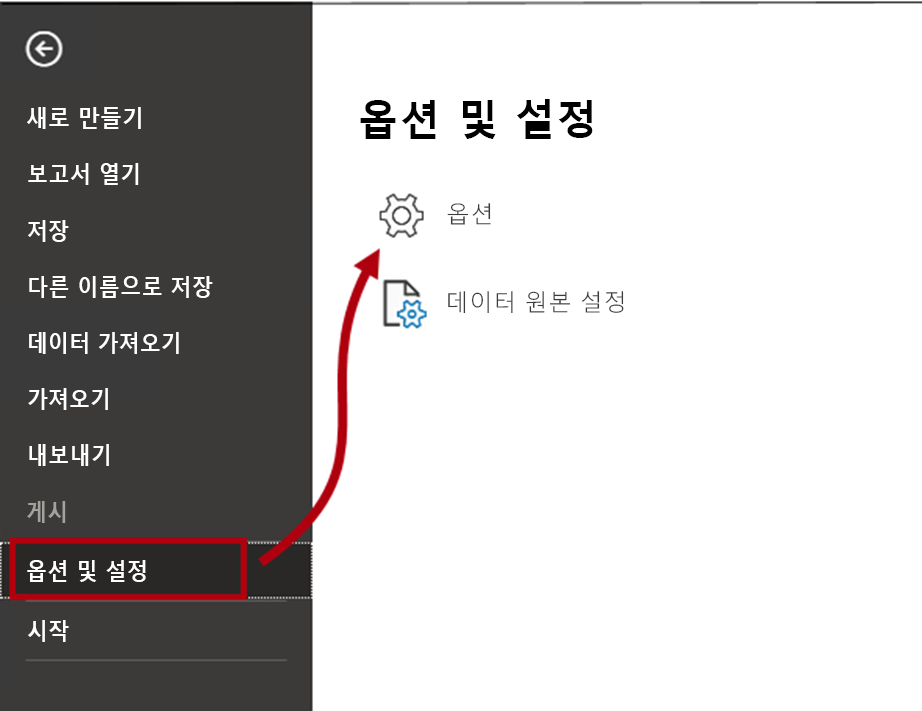 새로 만들기
보고서 열기
저장
다른 이름으로 저장
데이터 가져오기
가져오기
내보내기
게시
옵션 및 설정
시작
옵션 및 설정
옵션
데이터 원본 설정